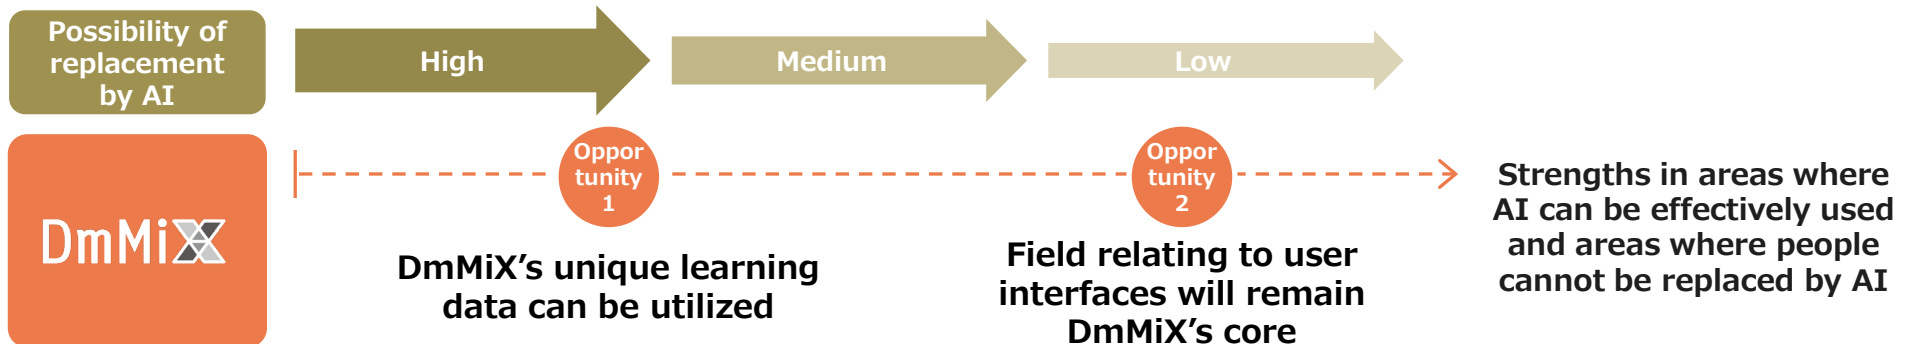 Possibility of
replacement
by AI
High
Medium
Low
DmMiX
Oppor
tunity
1
Oppor
tunity
2
DmMiX’s unique learning
data can be utilized
Field relating to user
interfaces will remain
DmMiX’s core
Strengths in areas where
AI can be effectively used
and areas where people
cannot be replaced by AI